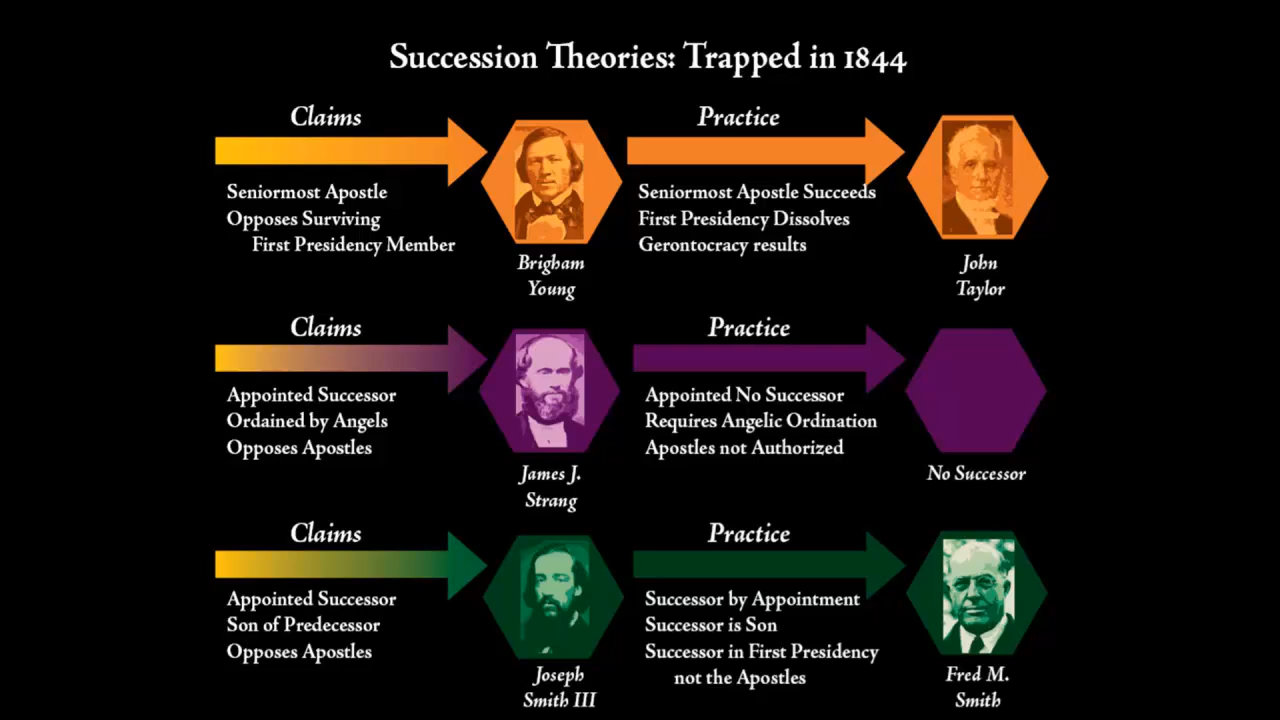 Succession Theories: Trapped in 1844
Claims
Seniormost Apostle
Opposes Surviving
First Presidency Member
Brigham
Young
Practice
Seniormost Apostle Succeeds
First Presidency Dissolves
Gerontocracy results
John
Taylor
Claims
Appointed Successor
Ordained by Angels
Opposes Apostles
James J.
Strang
Practice
Appointed No Successor
Requires Angelic Ordination
Apostles not Authorized
No Successor
Claims
Appointed Successor
Son of Predecessor
Opposes Apostles
Joseph
Smith III
Practice
Successor by Appointment
Successor is Son
Successor in First Presidency
not the Apostles
Fred M.
Smith